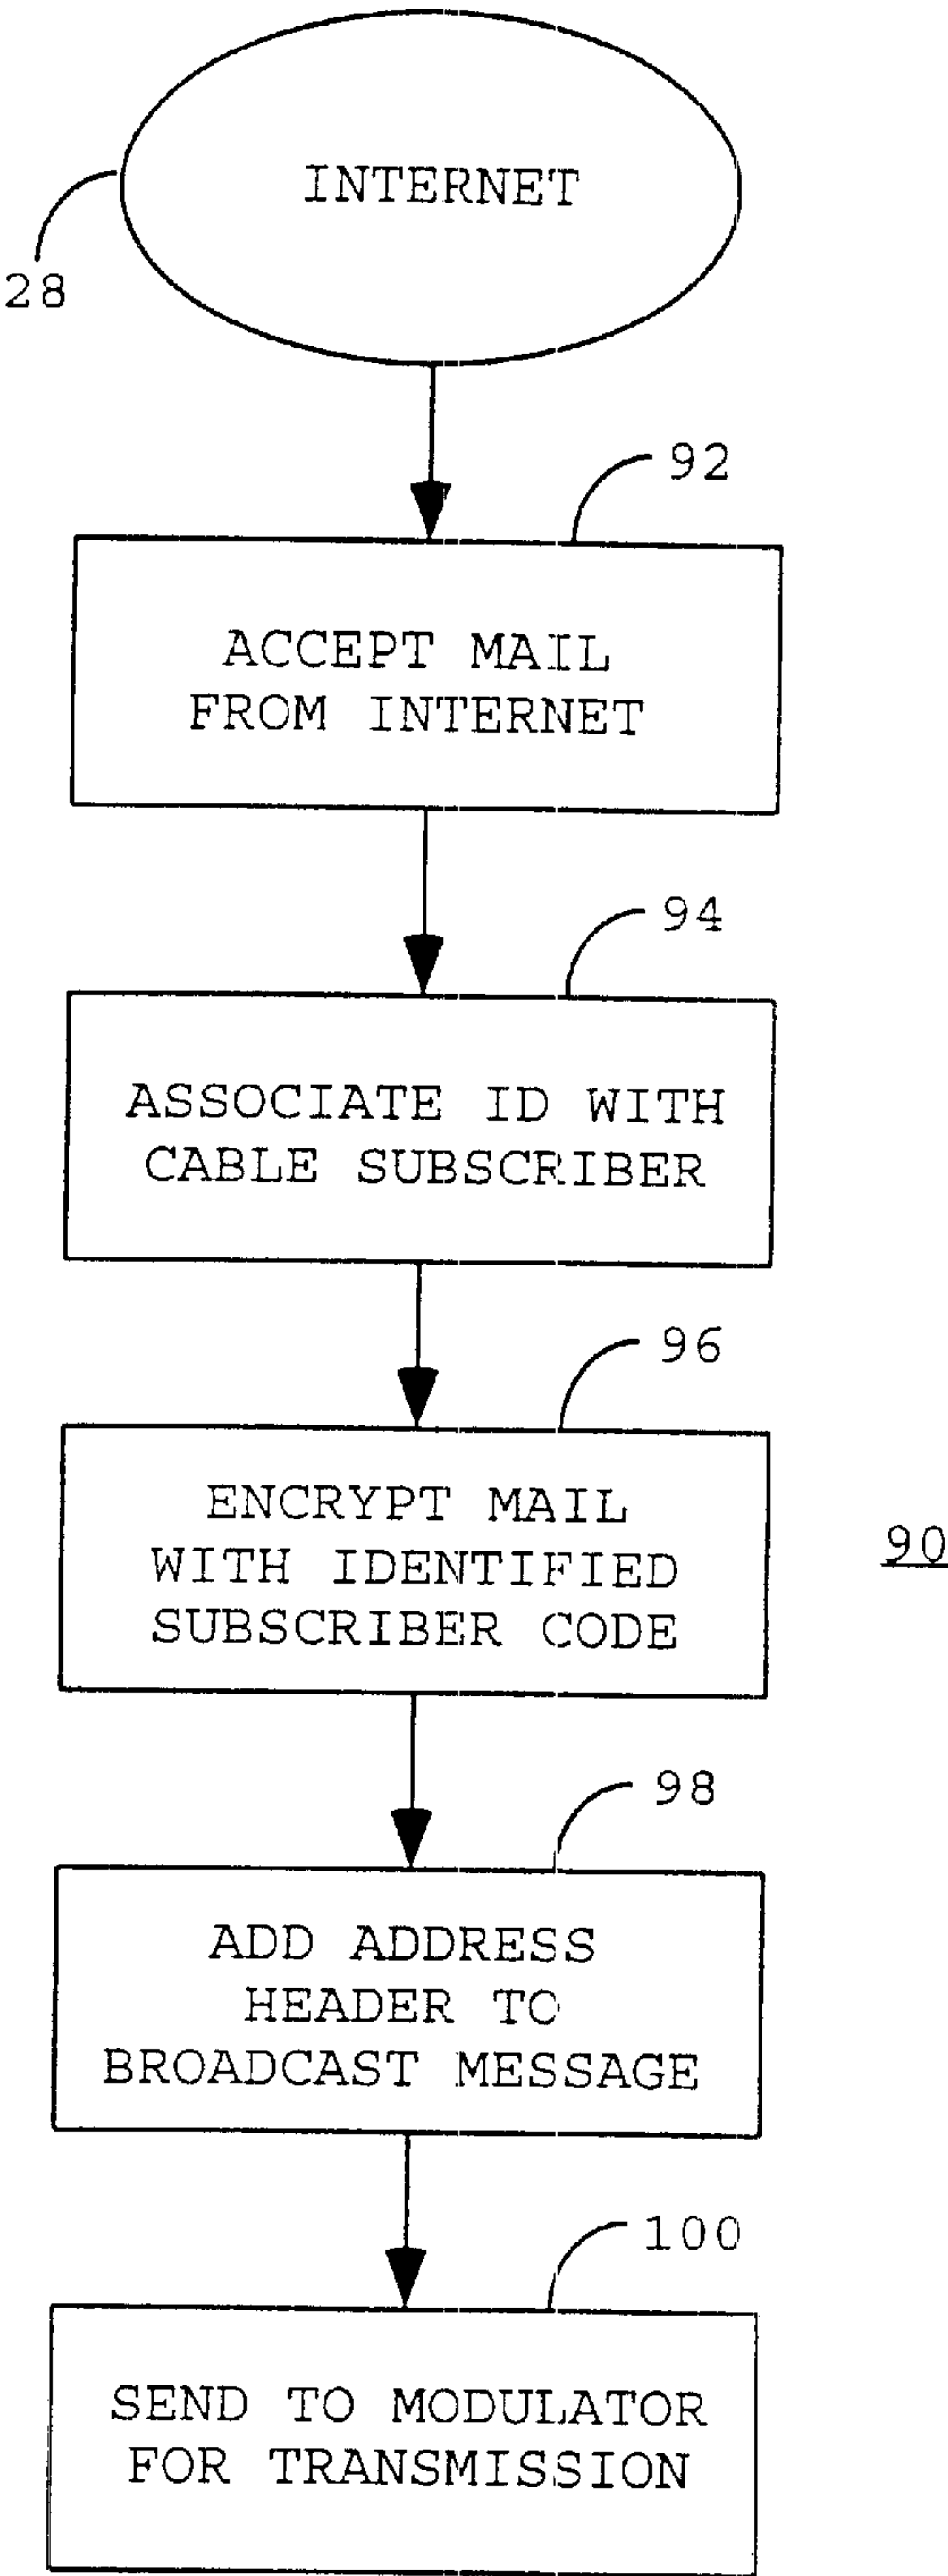 INTERNET
28
92
ACCEPT MAIL
FROM INTERNET
94
ASSOCIATE ID WITH
CABLE SUBSCRIBER
96
ENCRYPT MAIL
WITH IDENTIFIED
SUBSCRIBER CODE
90
98
ADD ADDRESS
HEADER TO
BROADCAST MESSAGE
100
SEND TO MODULATOR
FOR TRANSMISSION